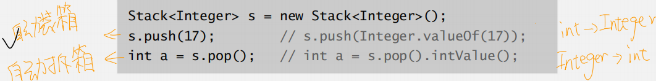 Stack<Integer> s = new Stack<Integer>();
自动装箱 ← s.push(17); // s.push(Integer.valueOf(17)); int → Integer
自动拆箱 ← int a = s.pop(); // int a = s.pop().intValue(); Integer → int